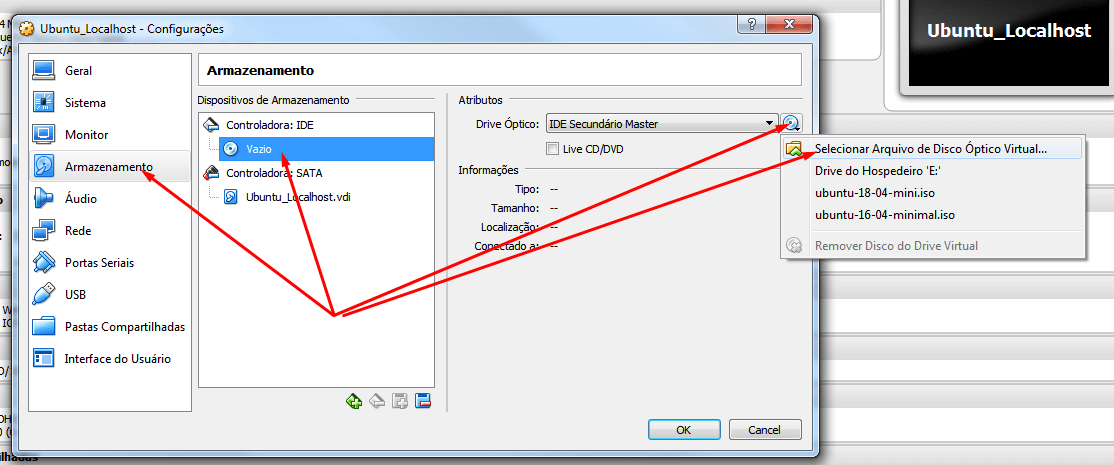 Ubuntu_Localhost - Configurações
Ubuntu_Localhost
Geral
Sistema
Monitor
Armazenamento
Áudio
Rede
Portas Seriais
USB
Pastas Compartilhadas
Interface do Usuário
Armazenamento
Dispositivos de Armazenamento
Controladora: IDE
Vazio
Controladora: SATA
Ubuntu_Localhost.vdi
Atributos
Drive Óptico: IDE Secundário Master
Live CD/DVD
Informações
Tipo: --
Tamanho: --
Localização: --
Conectado a: --
Selecionar Arquivo de Disco Óptico Virtual...
Drive do Hospedeiro 'E:'
ubuntu-18-04-mini.iso
ubuntu-16-04-minimal.iso
Remover Disco do Drive Virtual
OK
Cancel